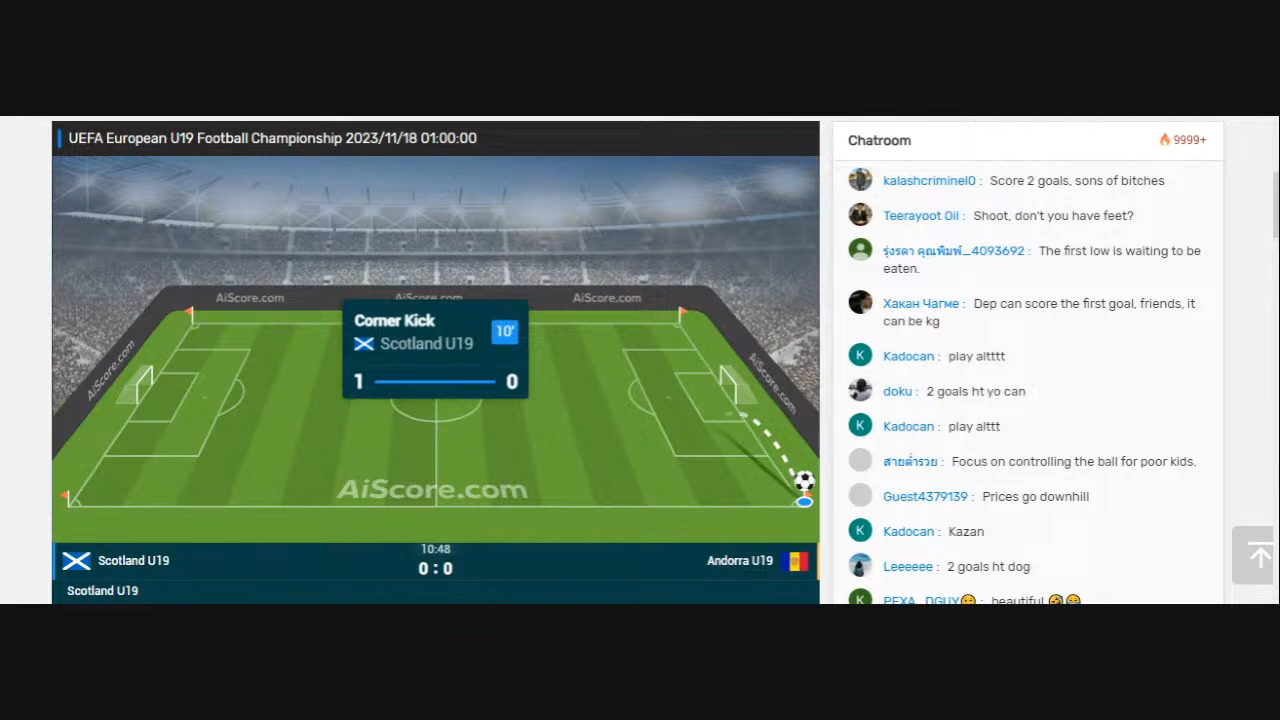 UEFA European U19 Football Championship 2023/11/18 01:00:00
AiScore.com
AiScore.com
AiScore.com
AiScore.com
AiScore.com
Corner Kick
10'
Scotland U19
1
0
AiScore.com
Scotland U19
10:48
0 : 0
Andorra U19
Scotland U19
Chatroom
9999+
kalashcriminel0 : Score 2 goals, sons of bitches
Teerayoot Oil : Shoot, don't you have feet?
รุ่งรดา คุณพิมพ์_4093692 : The first low is waiting to be
eaten.
Хакан Чагме : Dep can score the first goal, friends, it
can be kg
K
Kadocan : play altttt
doku : 2 goals ht yo can
K
Kadocan : play alttt
สายต่ำรวย : Focus on controlling the ball for poor kids.
Guest4379139 : Prices go downhill
K
Kadocan : Kazan
Leeeeee : 2 goals ht dog
K
PEXA_DGUY😊 : beautiful 🤣😂